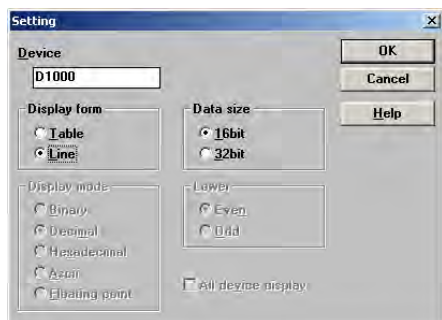 Setting
Device
D1000
OK
Cancel
Help
Display form
Table
Line
Data size
16bit
32bit
Display mode
Binary
Decimal
Hexadecimal
Azcii
Floating point
Lower
Even
Odd
All device display